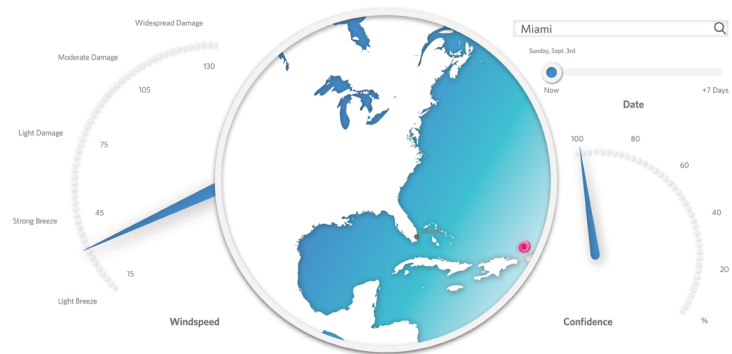 Widespread Damage
130
Moderate Damage
105
Light Damage
75
Strong Breeze
45
15
Light Breeze
Windspeed
Miami
Sunday, Sept. 3rd
Now
+7 Days
Date
100
80
60
40
20
%
Confidence